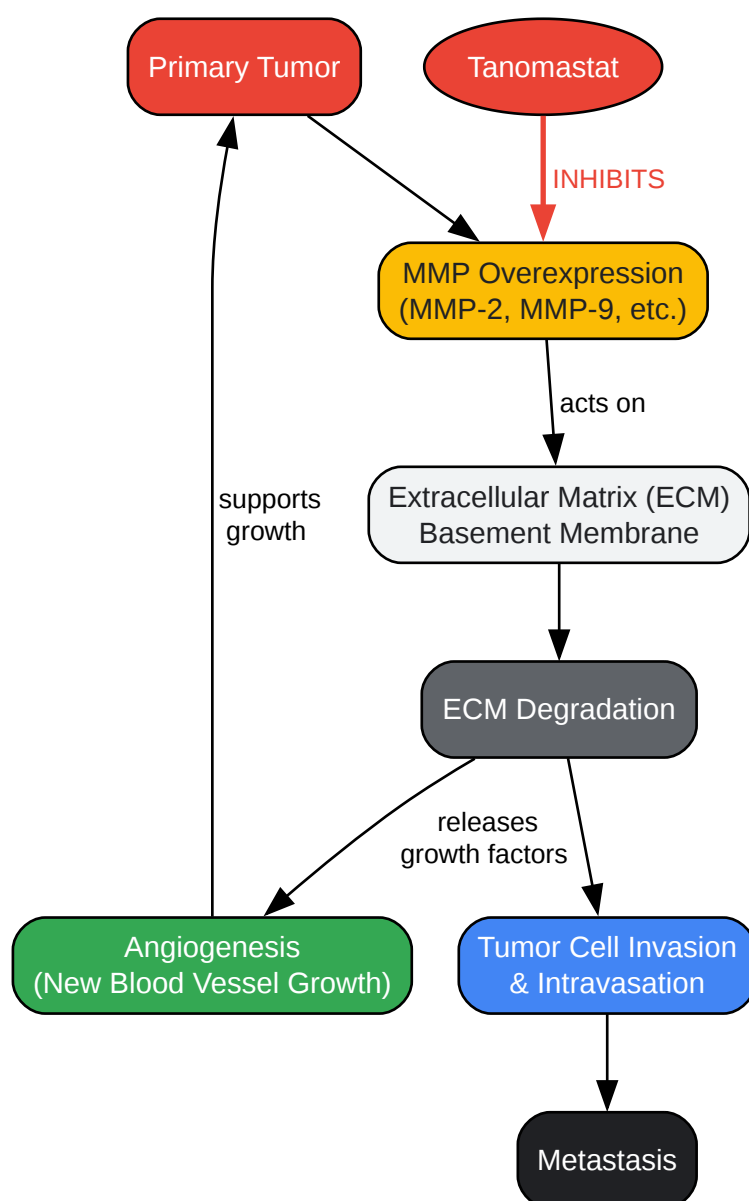 Primary Tumor
Tanomastat
INHIBITS
MMP Overexpression
(MMP-2, MMP-9, etc.)
acts on
Extracellular Matrix (ECM)
Basement Membrane
supports
growth
ECM Degradation
releases
growth factors
Angiogenesis
(New Blood Vessel Growth)
Tumor Cell Invasion
& Intravasation
Metastasis